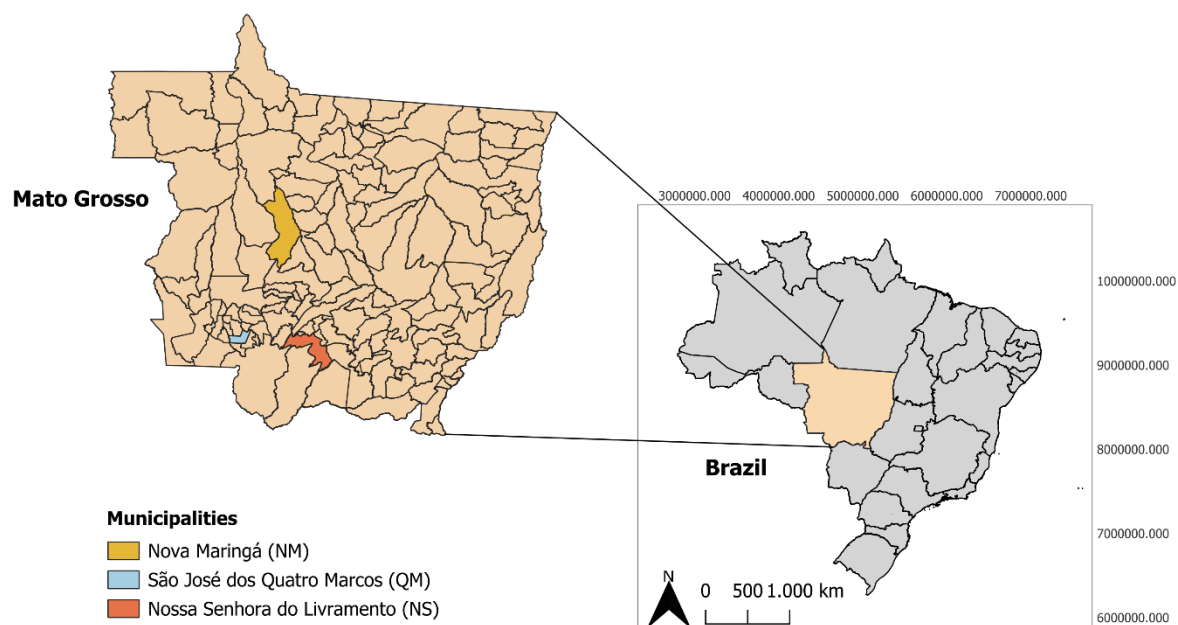 Mato Grosso
3000000.000 4000000.000 5000000.000 6000000.000 7000000.000
10000000.000
9000000.000
8000000.000
7000000.000
6000000.000
Brazil
Municipalities
Nova Maringá (NM)
São José dos Quatro Marcos (QM)
Nossa Senhora do Livramento (NS)
N
0 500 1.000 km